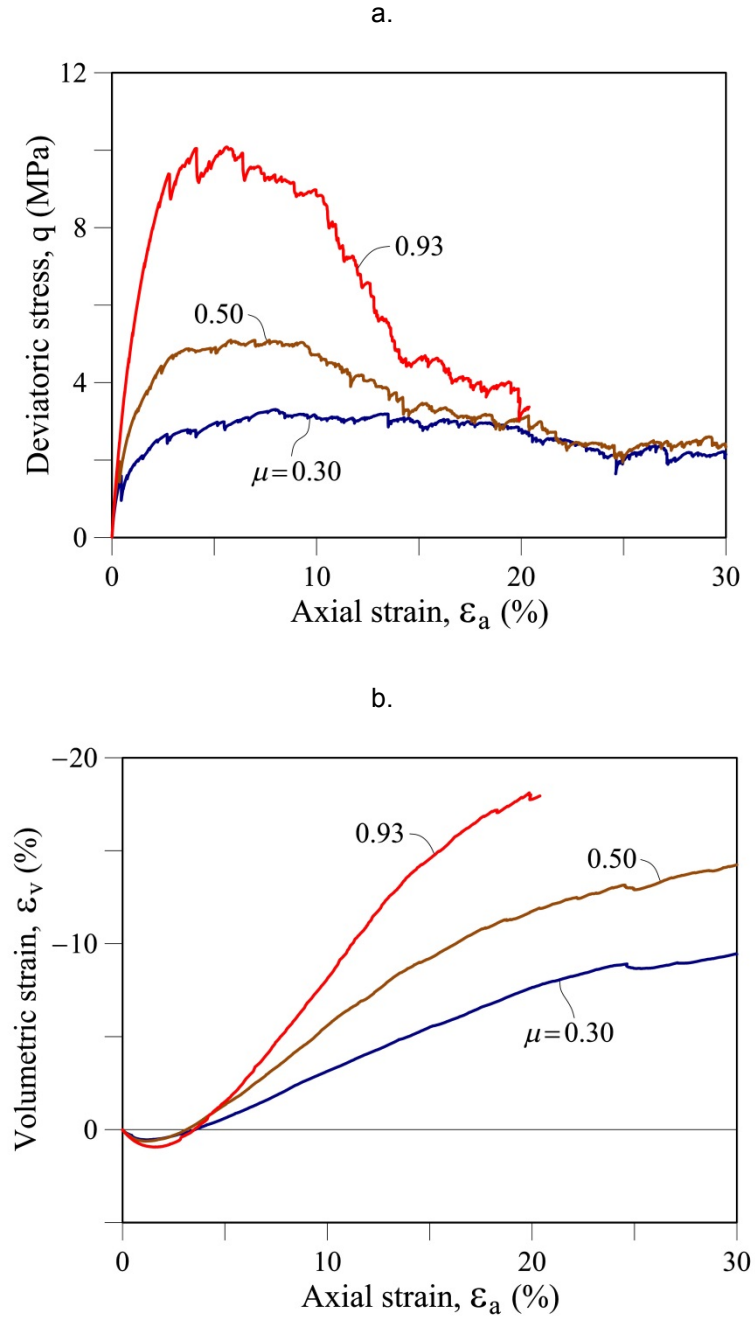 a.
12
8
4
0
Deviatoric stress, q (MPa)
0.93
0.50
μ=0.30
0
10
20
30
Axial strain, εa (%)
b.
−20
−10
0
Volumetric strain, εv (%)
0.93
0.50
μ=0.30
0
10
20
30
Axial strain, εa (%)